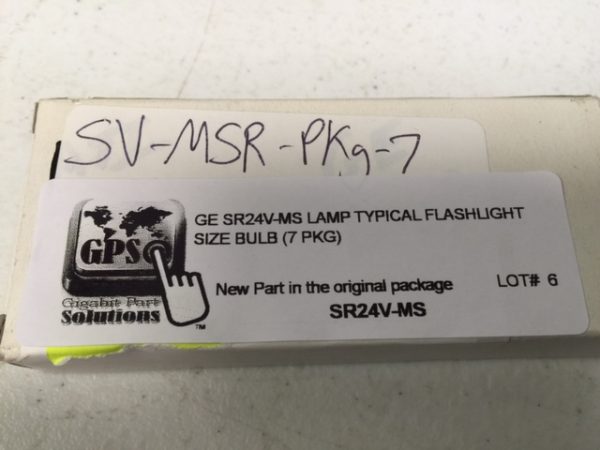 SV-MSR-PKg-7
GE SR24V-MS LAMP TYPICAL FLASHLIGHT
SIZE BULB (7 PKG)
GPS
New Part in the original package
LOT# 6
SR24V-MS
Gigabit Part
Solutions
TM